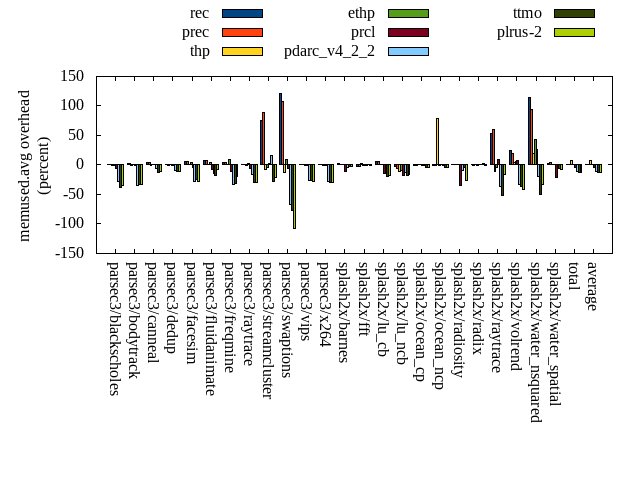 rec ethp ttmo
prec prcl plrus-2
thp pdarc_v4_2_2
memused.avg overhead
(percent)
150
100
50
0
-50
-100
-150
parsec3/blackscholes
parsec3/bodytrack
parsec3/canneal
parsec3/dedup
parsec3/facesim
parsec3/fluidanimate
parsec3/freqmine
parsec3/raytrace
parsec3/streamcluster
parsec3/swaptions
parsec3/vips
parsec3/x264
splash2x/barnes
splash2x/fft
splash2x/lu_cb
splash2x/lu_ncb
splash2x/ocean_cp
splash2x/ocean_ncp
splash2x/radiosity
splash2x/radix
splash2x/raytrace
splash2x/volrend
splash2x/water_nsquared
splash2x/water_spatial
total
average